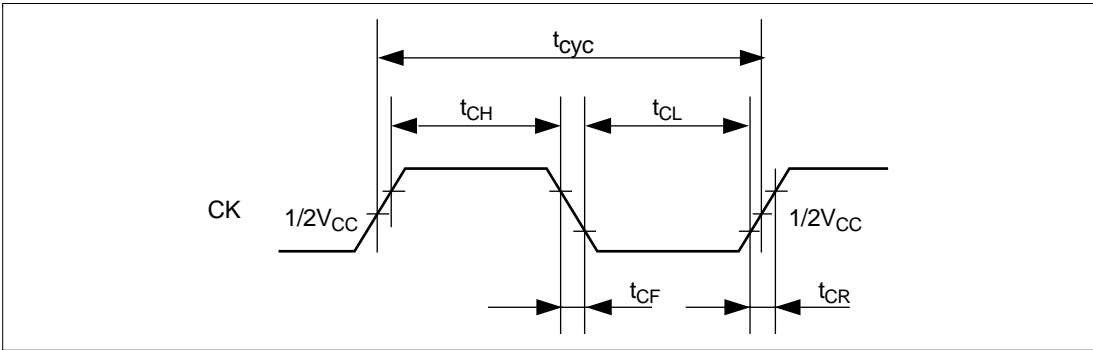 tcyc
tCH
tCL
CK
1/2VCC
1/2VCC
tCF
tCR